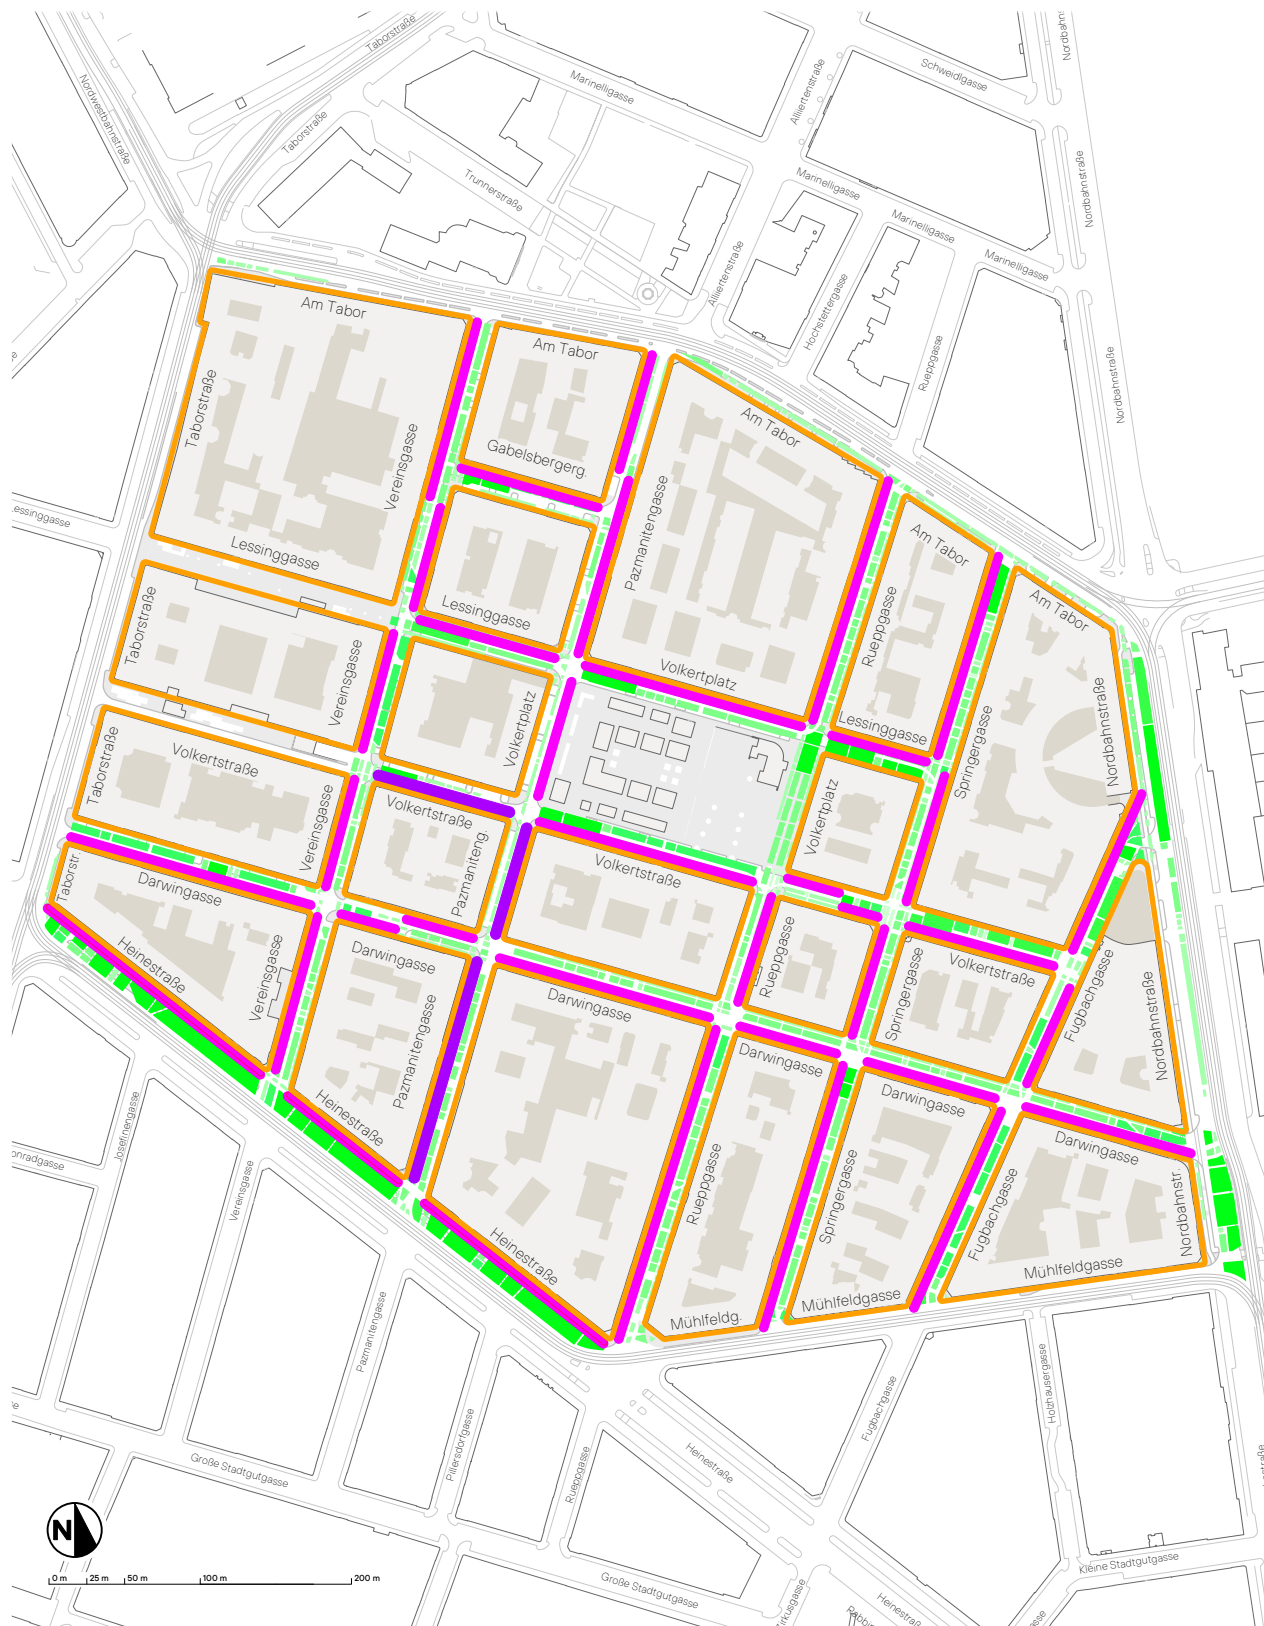 Taborstraße
Nordbahnstraße
Schweidlgasse
Marinelligasse
Alliiertenstraße
Nordwestbahnstraße
Taborstraße
Trunnerstraße
Marinelligasse
Nordbahnstraße
Marinelligasse
Marinelligasse
Alliiertenstraße
Hochstettergasse
Rueppgasse
Nordbahnstraße
Am Tabor
Am Tabor
Taborstraße
Vereinsgasse
Gabelsbergerg.
Am Tabor
Pazmanitengasse
Lessinggasse
Lessinggasse
Am Tabor
Rueppgasse
Am Tabor
Taborstraße
Vereinsgasse
Lessinggasse
Volkertplatz
Lessinggasse
Springergasse
Nordbahnstraße
Volkertplatz
Taborstraße
Volkertstraße
Vereinsgasse
Volkertstraße
Pazmaniteng.
Volkertplatz
Volkertstraße
Taborstr.
Darwingasse
Heinestraße
Vereinsgasse
Darwingasse
Pazmanitengasse
Heinestraße
Rueppgasse
Springergasse
Volkertstraße
Fugbachgasse
Nordbahnstraße
Darwingasse
Darwingasse
Darwingasse
Darwingasse
Josefinengasse
Vereinsgasse
Rueppgasse
Springergasse
Fugbachgasse
Nordbahnstr.
Heinestraße
Mühlfeldgasse
Mühlfeldgasse
Mühlfeldg.
Pazmanitengasse
Pillersdorfgasse
Große Stadtgutgasse
Rueppgasse
Heinestraße
Fugbachgasse
Holzhausergasse
Kleine Stadtgutgasse
Große Stadtgutgasse
N
0 m 25 m 50 m 100 m 200 m